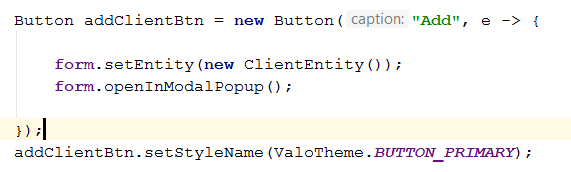 Button addClientBtn = new Button( caption: "Add", e -> {
form.setEntity(new ClientEntity());
form.openInModalPopup();
});
addClientBtn.setStyleName(ValoTheme.BUTTON_PRIMARY);